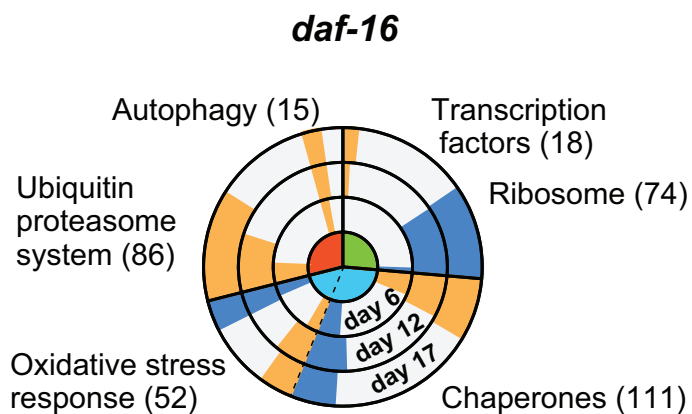 daf-16
Autophagy (15)
Transcription
factors (18)
Ribosome (74)
Ubiquitin
proteasome
system (86)
day 6
day 12
day 17
Oxidative stress
response (52)
Chaperones (111)